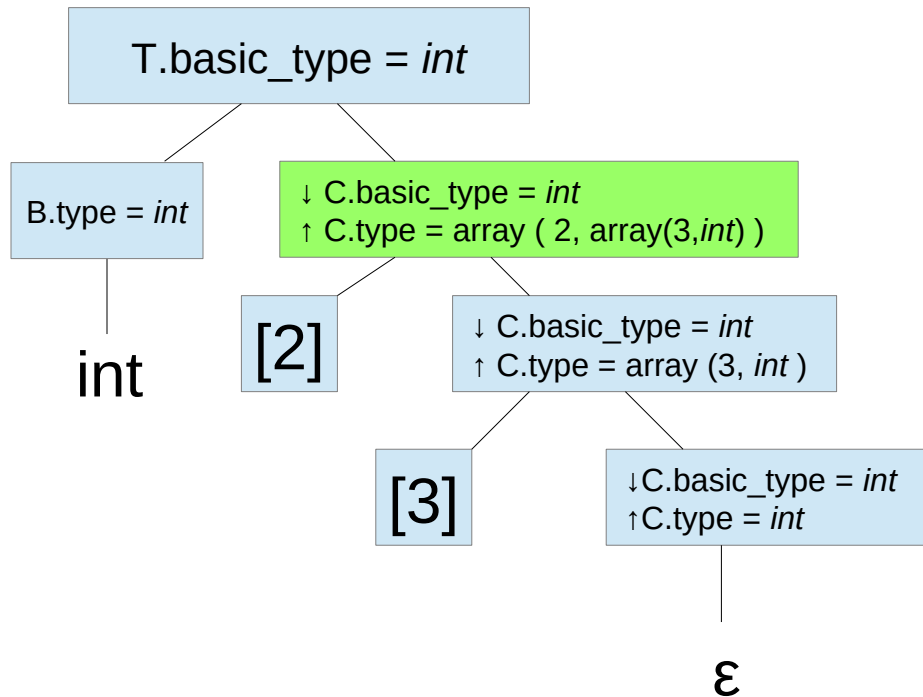 T.basic_type = int
B.type = int
↓ C.basic_type = int
↑ C.type = array ( 2, array(3,int) )
int
[2]
↓ C.basic_type = int
↑ C.type = array (3, int )
[3]
↓C.basic_type = int
↑C.type = int
ε